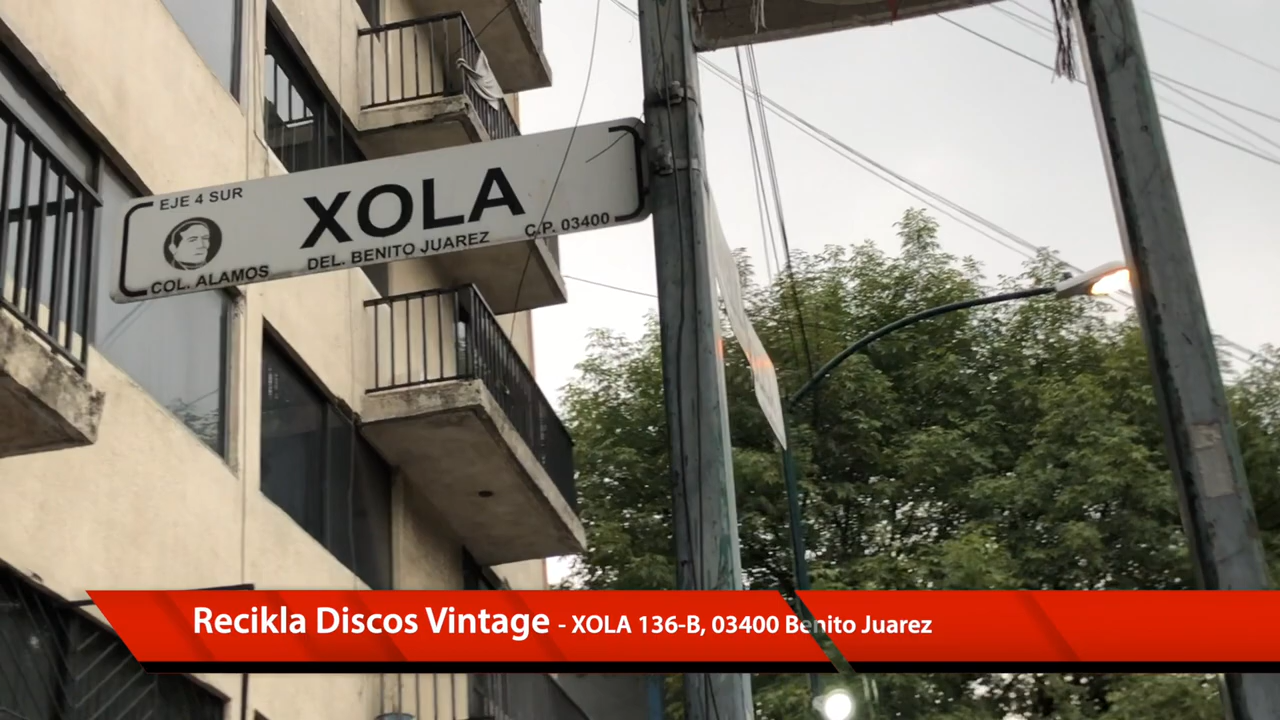 EJE 4 SUR
XOLA
COL. ALAMOS
DEL. BENITO JUAREZ
C.P. 03400
Recikla Discos Vintage - XOLA 136-B, 03400 Benito Juarez